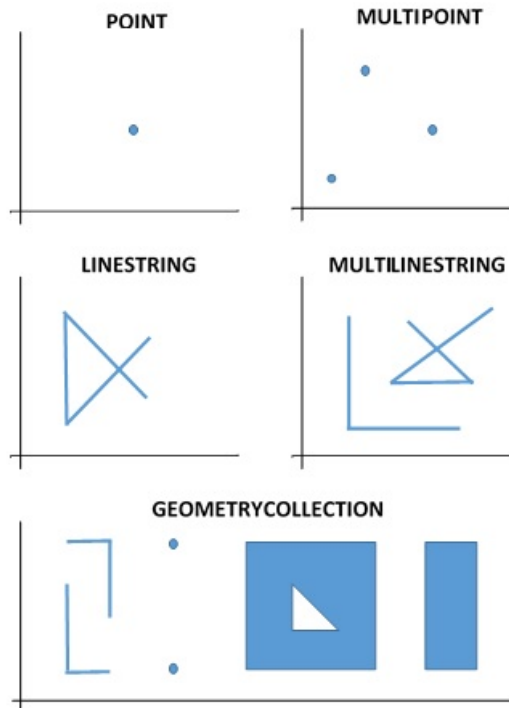 POINT
MULTIPOINT
LINESTRING
MULTILINESTRING
GEOMETRYCOLLECTION